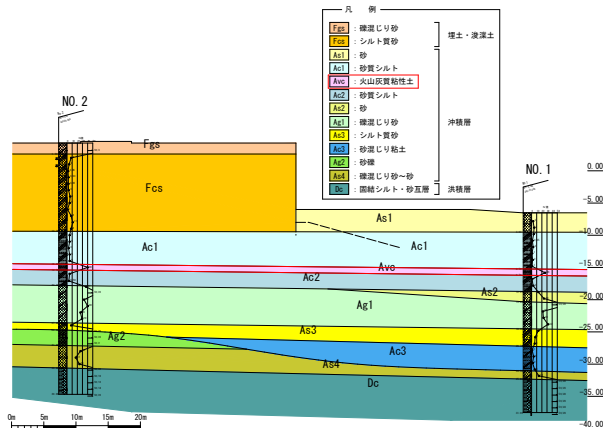 凡 例
Fgs : 礫混じり砂
Fcs : シルト質砂
埋土・浚渫土
As1 : 砂
Ac1 : 砂質シルト
Avc : 火山灰質粘性土
Ac2 : 砂質シルト
As2 : 砂
Ag1 : 礫混じり砂
As3 : シルト質砂
Ac3 : 砂混じり粘土
Ag2 : 砂礫
As4 : 礫混じり砂~砂
沖積層
Dc : 固結シルト・砂互層
洪積層
NO.2
NO.1
Fgs
Fcs
As1
Ac1
Ac1
Avc
Ac2
As2
Ag1
As3
Ag2
Ac3
As4
Dc
0.00
-5.00
-10.00
-15.00
-20.00
-25.00
-30.00
-35.00
-40.00
0m 5m 10m 15m 20m